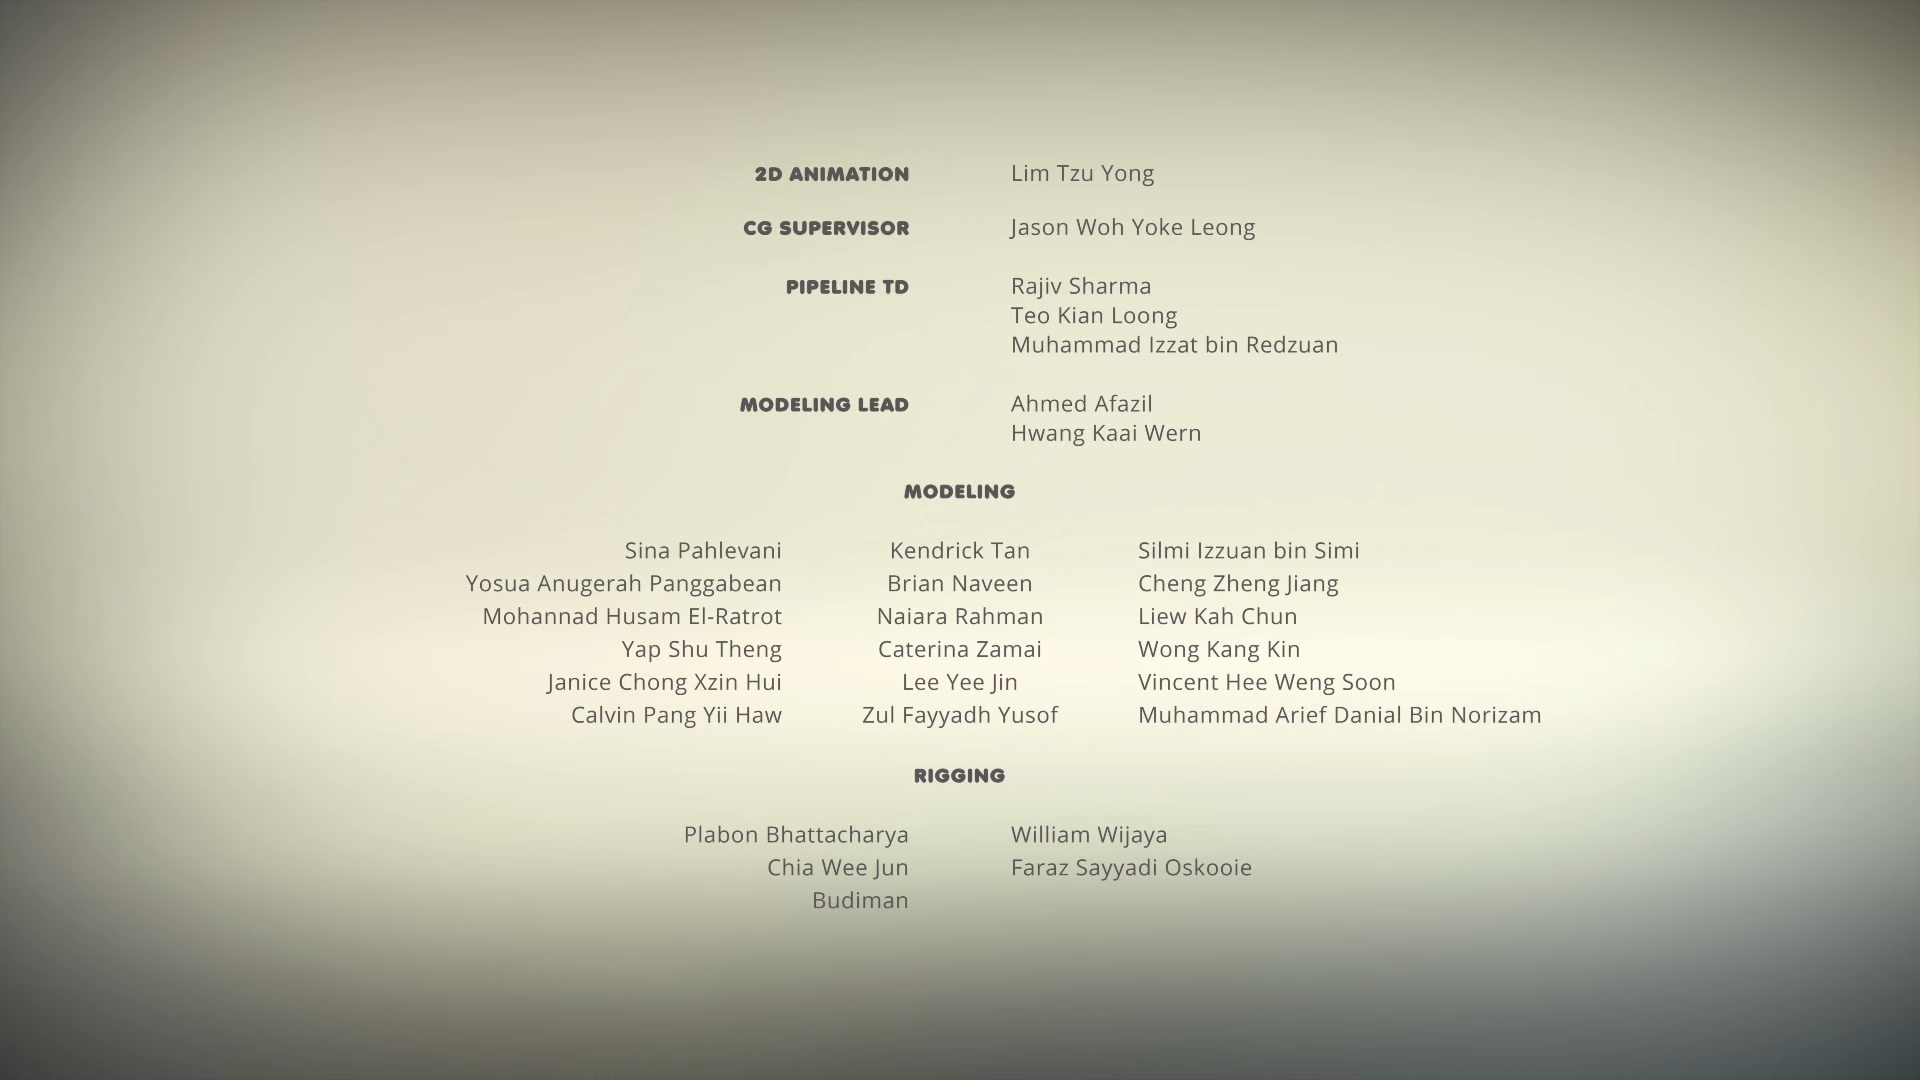 2D ANIMATION Lim Tzu Yong
CG SUPERVISOR Jason Woh Yoke Leong
PIPELINE TD Rajiv Sharma
Teo Kian Loong
Muhammad Izzat bin Redzuan
MODELING LEAD Ahmed Afazil
Hwang Kaai Wern
MODELING
Sina Pahlevani Kendrick Tan Silmi Izzuan bin Simi
Yosua Anugerah Panggabean Brian Naveen Cheng Zheng Jiang
Mohannad Husam El-Ratrot Naiara Rahman Liew Kah Chun
Yap Shu Theng Caterina Zamai Wong Kang Kin
Janice Chong Xzin Hui Lee Yee Jin Vincent Hee Weng Soon
Calvin Pang Yii Haw Zul Fayyadh Yusof Muhammad Arief Danial Bin Norizam
RIGGING
Plabon Bhattacharya William Wijaya
Chia Wee Jun Faraz Sayyadi Oskooie
Budiman